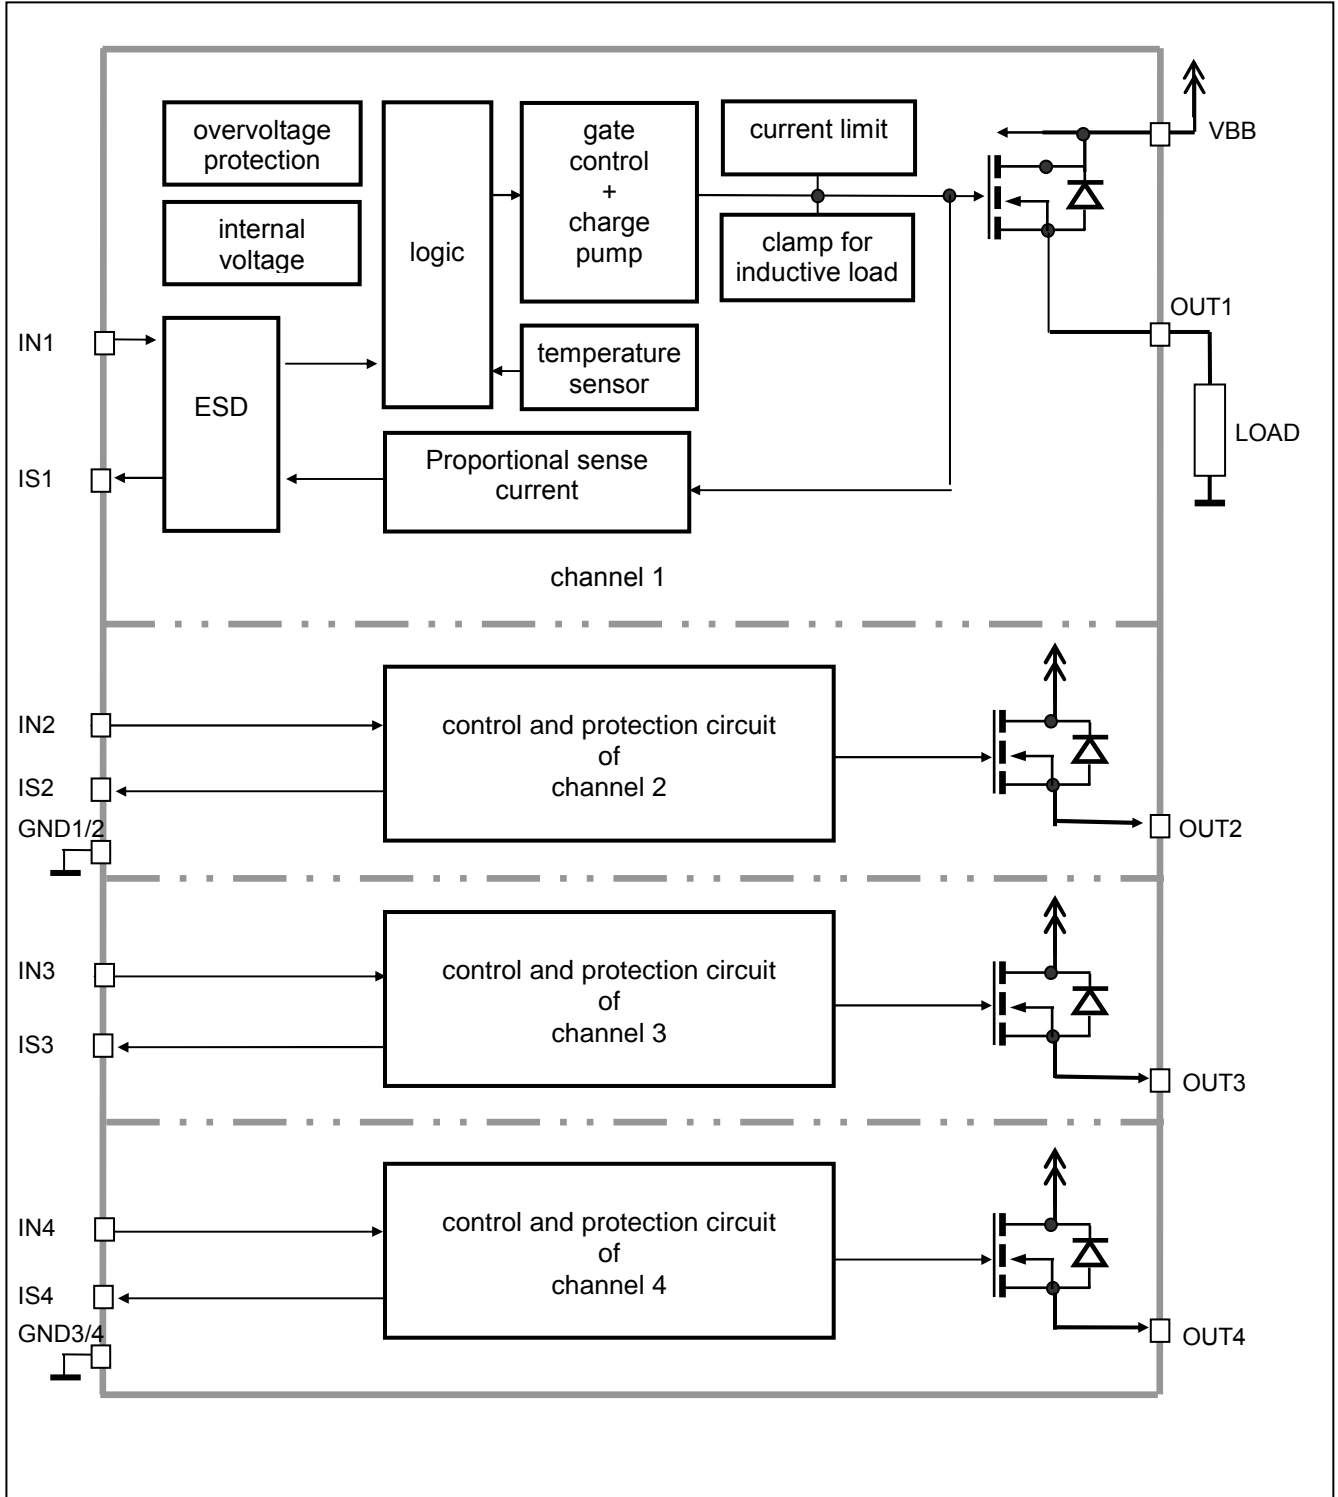 overvoltage
protection
internal
voltage
logic
gate
control
+
charge
pump
current limit
clamp for
inductive load
VBB
OUT1
IN1
ESD
temperature
sensor
LOAD
IS1
Proportional sense
current
channel 1
IN2
control and protection circuit
of
channel 2
IS2
GND1/2
OUT2
IN3
control and protection circuit
of
channel 3
IS3
OUT3
IN4
control and protection circuit
of
channel 4
IS4
GND3/4
OUT4